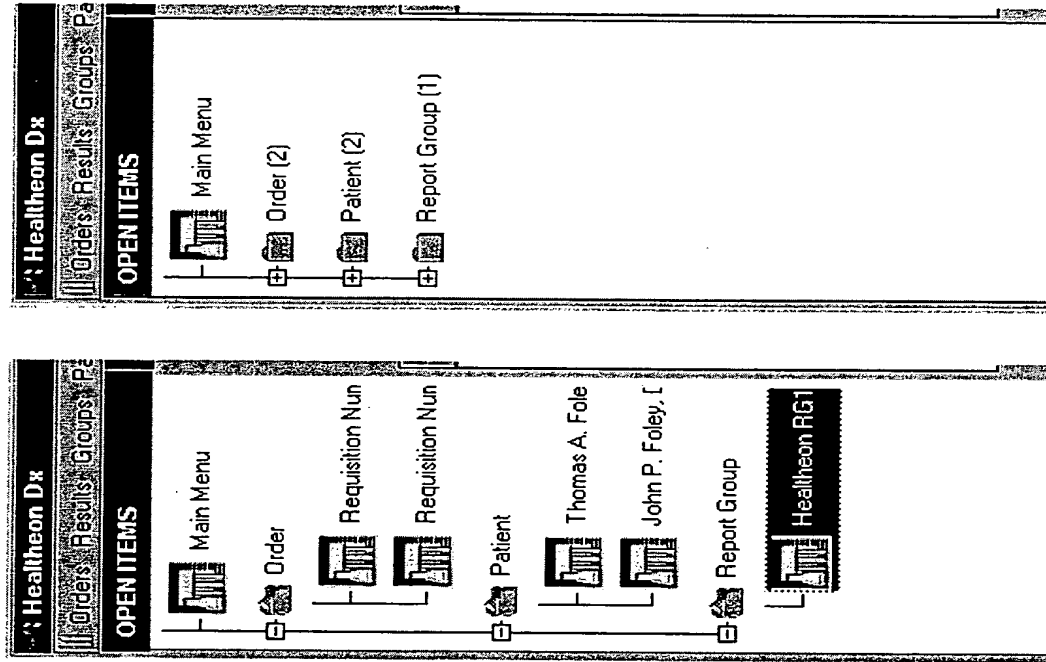 Healtheon Dx
Orders Results Groups Pa
OPEN ITEMS
Main Menu
Order
Requisition Nun
Requisition Nun
Patient
Thomas A. Fole
John P. Foley, [
Report Group
Healtheon RG1
Healtheon Dx
Orders Results Groups Pa
OPEN ITEMS
Main Menu
Order (2)
Patient (2)
Report Group (1)